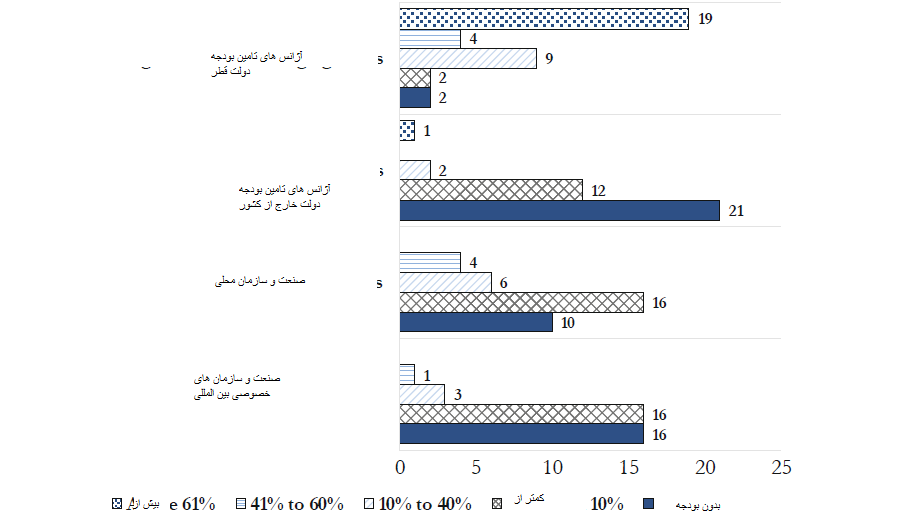 19
4
آژانس های تامین بودجه
دولت قطر
s
9
2
2
1
s
2
آژانس های تامین بودجه
دولت خارج از کشور
12
21
4
صنعت و سازمان محلی
s
6
16
10
1
صنعت و سازمان های
خصوصی بین المللی
3
16
16
0 5 10 15 20 25
بیش از e 61% 41% to 60% 10% to 40% کمتر از 10% بدون بودجه